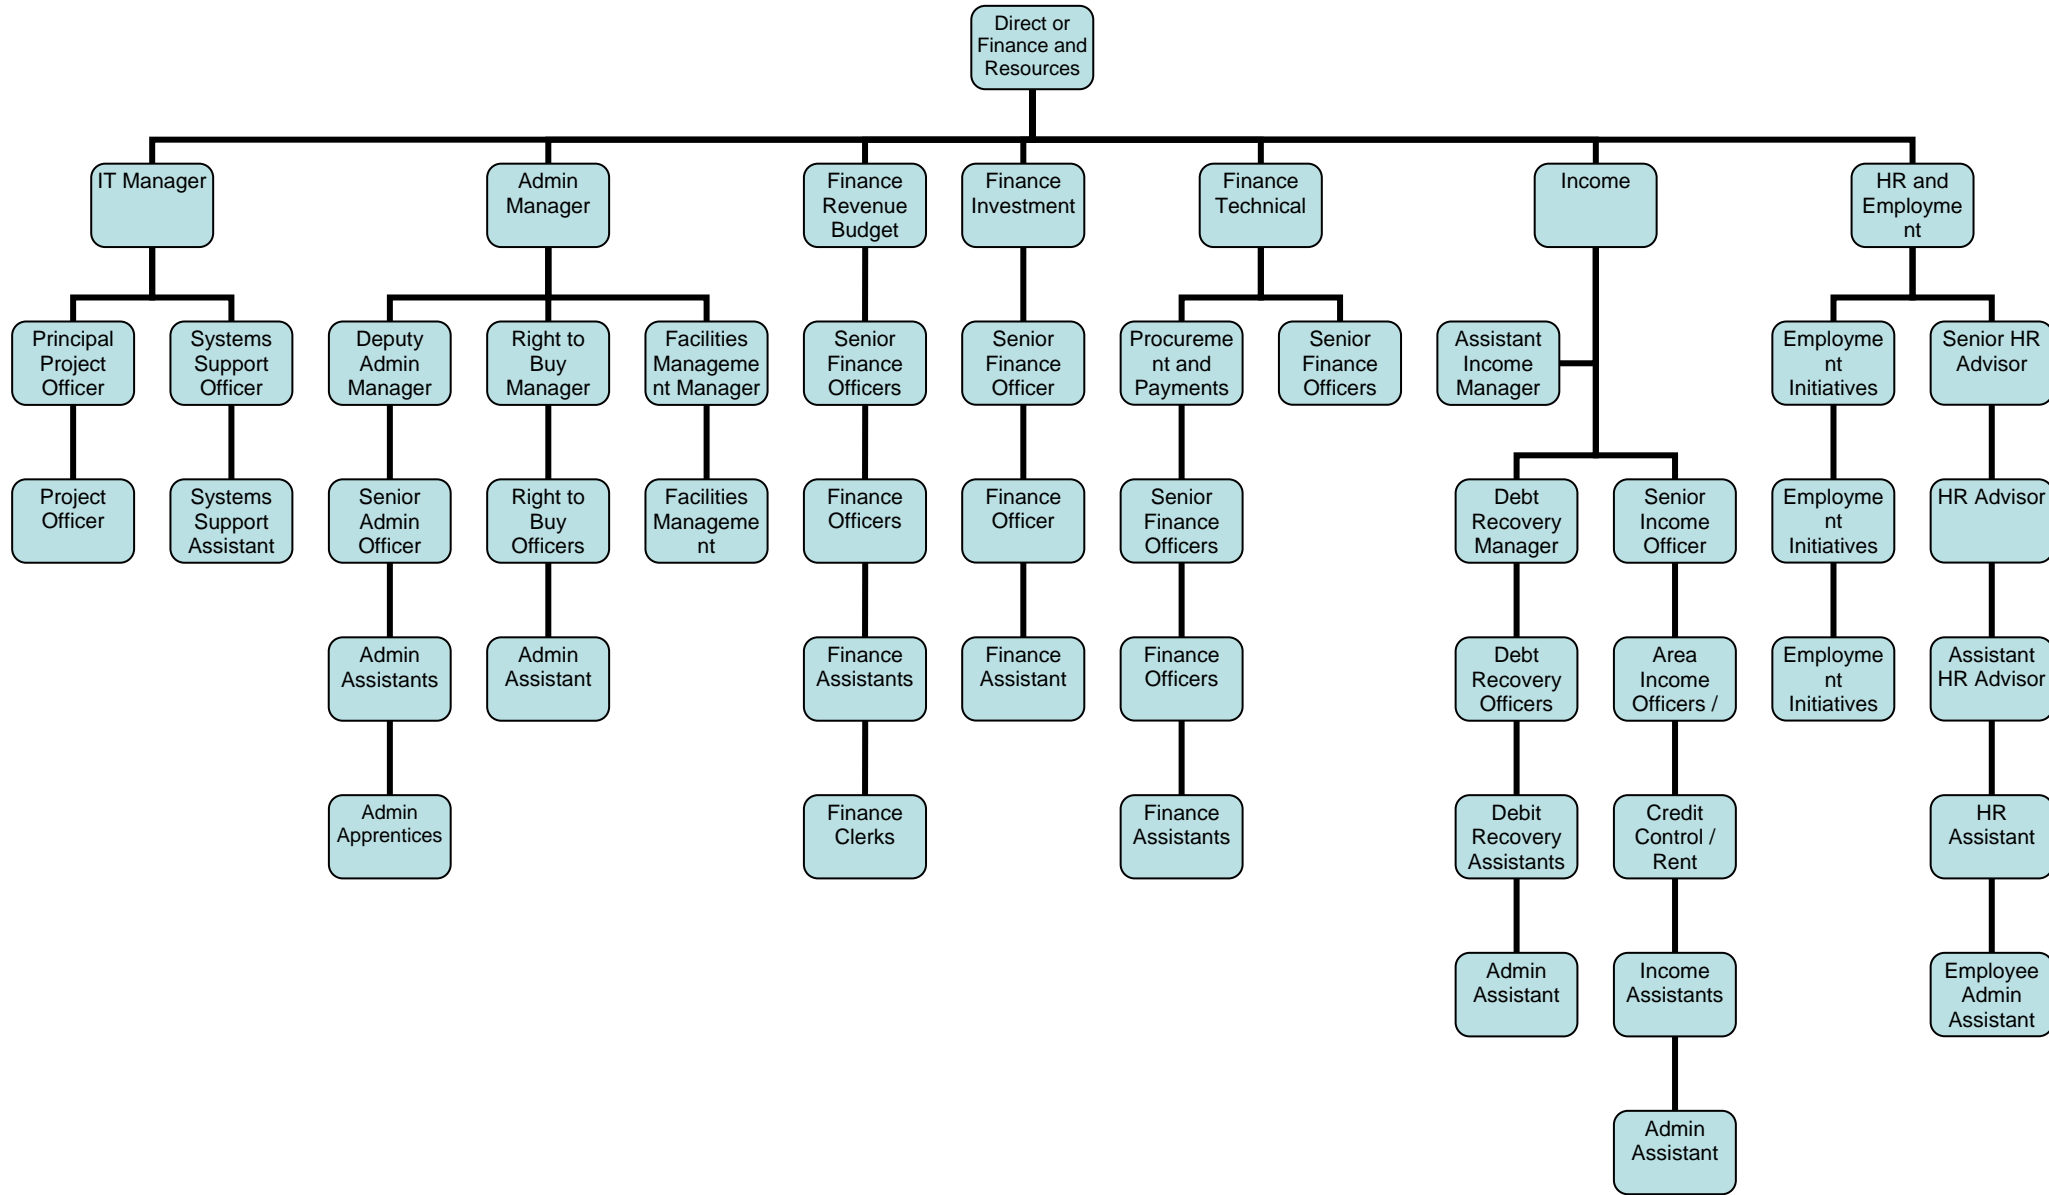 Direct or
Finance and
Resources
IT Manager
Admin
Manager
Finance
Revenue
Budget
Finance
Investment
Finance
Technical
Income
HR and
Employme
nt
Principal
Project
Officer
Systems
Support
Officer
Deputy
Admin
Manager
Right to
Buy
Manager
Facilities
Manageme
nt Manager
Senior
Finance
Officers
Senior
Finance
Officer
Procureme
nt and
Payments
Senior
Finance
Officers
Assistant
Income
Manager
Employme
nt
Initiatives
Senior HR
Advisor
Project
Officer
Systems
Support
Assistant
Senior
Admin
Officer
Right to
Buy
Officers
Facilities
Manageme
nt
Finance
Officers
Finance
Officer
Senior
Finance
Officers
Debt
Recovery
Manager
Senior
Income
Officer
Employme
nt
Initiatives
HR Advisor
Admin
Assistants
Admin
Assistant
Finance
Assistants
Finance
Assistant
Finance
Officers
Debt
Recovery
Officers
Area
Income
Officers /
Employme
nt
Initiatives
Assistant
HR Advisor
Admin
Apprentices
Finance
Clerks
Finance
Assistants
Debit
Recovery
Assistants
Credit
Control /
Rent
HR
Assistant
Admin
Assistant
Income
Assistants
Employee
Admin
Assistant
Admin
Assistant